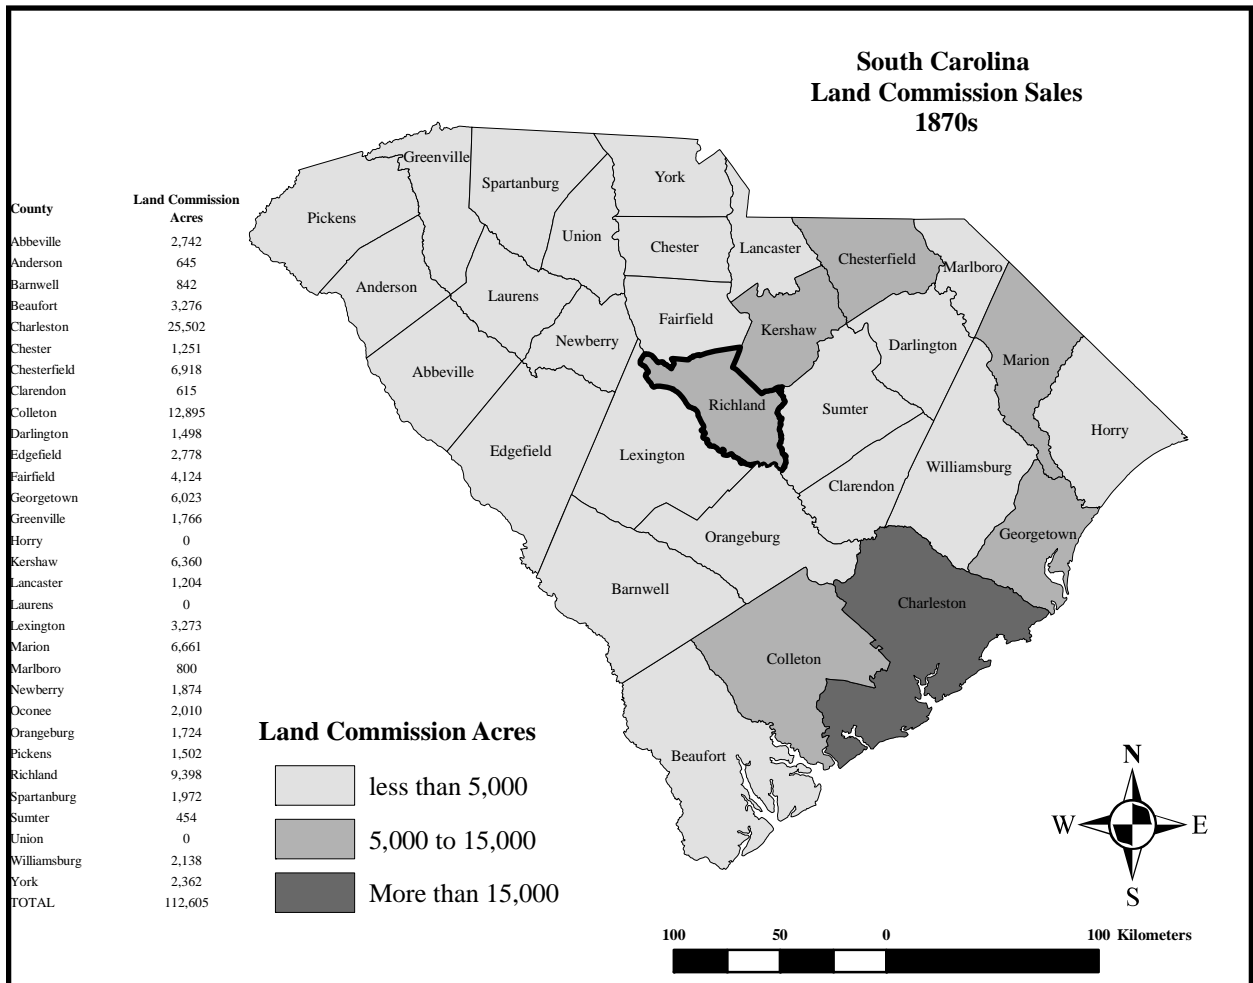 South Carolina
Land Commission Sales
1870s
County Land Commission Acres
Abbeville 2,742
Anderson 645
Barnwell 842
Beaufort 3,276
Charleston 25,502
Chester 1,251
Chesterfield 6,918
Clarendon 615
Colleton 12,895
Darlington 1,498
Edgefield 2,778
Fairfield 4,124
Georgetown 6,023
Greenville 1,766
Horry 0
Kershaw 6,360
Lancaster 1,204
Laurens 0
Lexington 3,273
Marion 6,661
Marlboro 800
Newberry 1,874
Oconee 2,010
Orangeburg 1,724
Pickens 1,502
Richland 9,398
Spartanburg 1,972
Sumter 454
Union 0
Williamsburg 2,138
York 2,362
TOTAL 112,605
Greenville
Spartanburg
York
Pickens
Union
Chester
Lancaster
Chesterfield
Marlboro
Anderson
Laurens
Fairfield
Kershaw
Newberry
Darlington
Marion
Abbeville
Richland
Sumter
Horry
Edgefield
Lexington
Williamsburg
Clarendon
Orangeburg
Georgetown
Barnwell
Charleston
Colleton
Beaufort
Land Commission Acres
less than 5,000
5,000 to 15,000
More than 15,000
N
W E
S
100 50 0 100 Kilometers